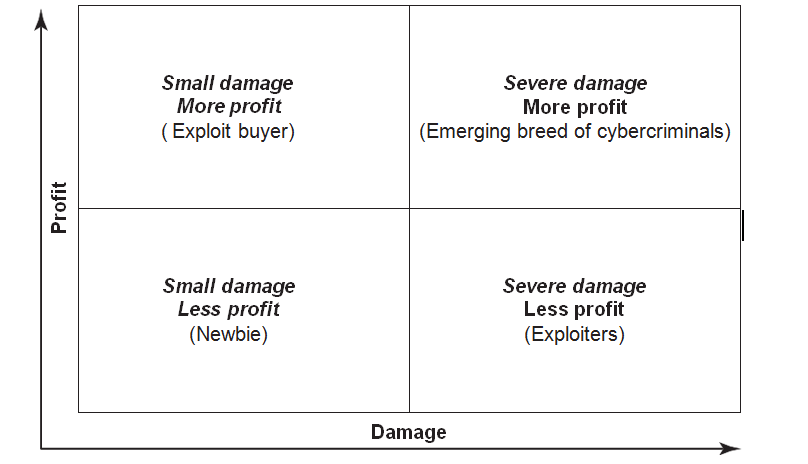 Small damage
More profit
( Exploit buyer)
Severe damage
More profit
(Emerging breed of cybercriminals)
Profit
Small damage
Less profit
(Newbie)
Severe damage
Less profit
(Exploiters)
Damage